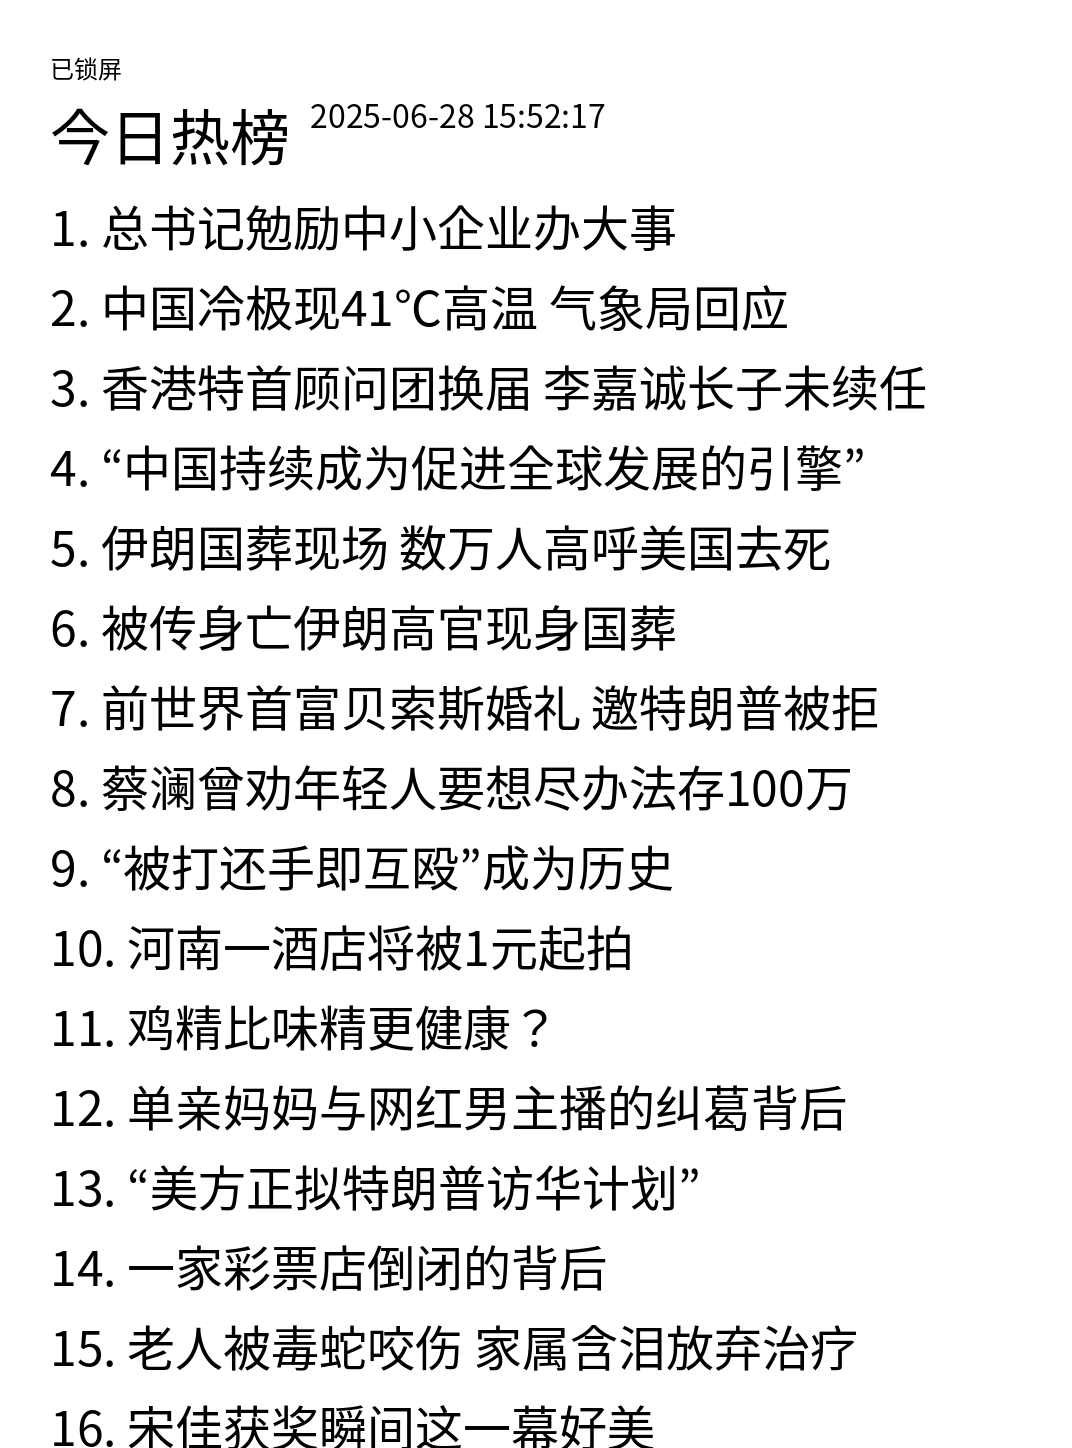 已锁屏
今日热榜 2025-06-28 15:52:17
1. 总书记勉励中小企业办大事
2. 中国冷极现41℃高温 气象局回应
3. 香港特首顾问团换届 李嘉诚长子未续任
4. “中国持续成为促进全球发展的引擎”
5. 伊朗国葬现场 数万人高呼美国去死
6. 被传身亡伊朗高官现身国葬
7. 前世界首富贝索斯婚礼 邀特朗普被拒
8. 蔡澜曾劝年轻人要想尽办法存100万
9. “被打还手即互殴”成为历史
10. 河南一酒店将被1元起拍
11. 鸡精比味精更健康？
12. 单亲妈妈与网红男主播的纠葛背后
13. “美方正拟特朗普访华计划”
14. 一家彩票店倒闭的背后
15. 老人被毒蛇咬伤 家属含泪放弃治疗
16. 宋佳获奖瞬间这一幕好美